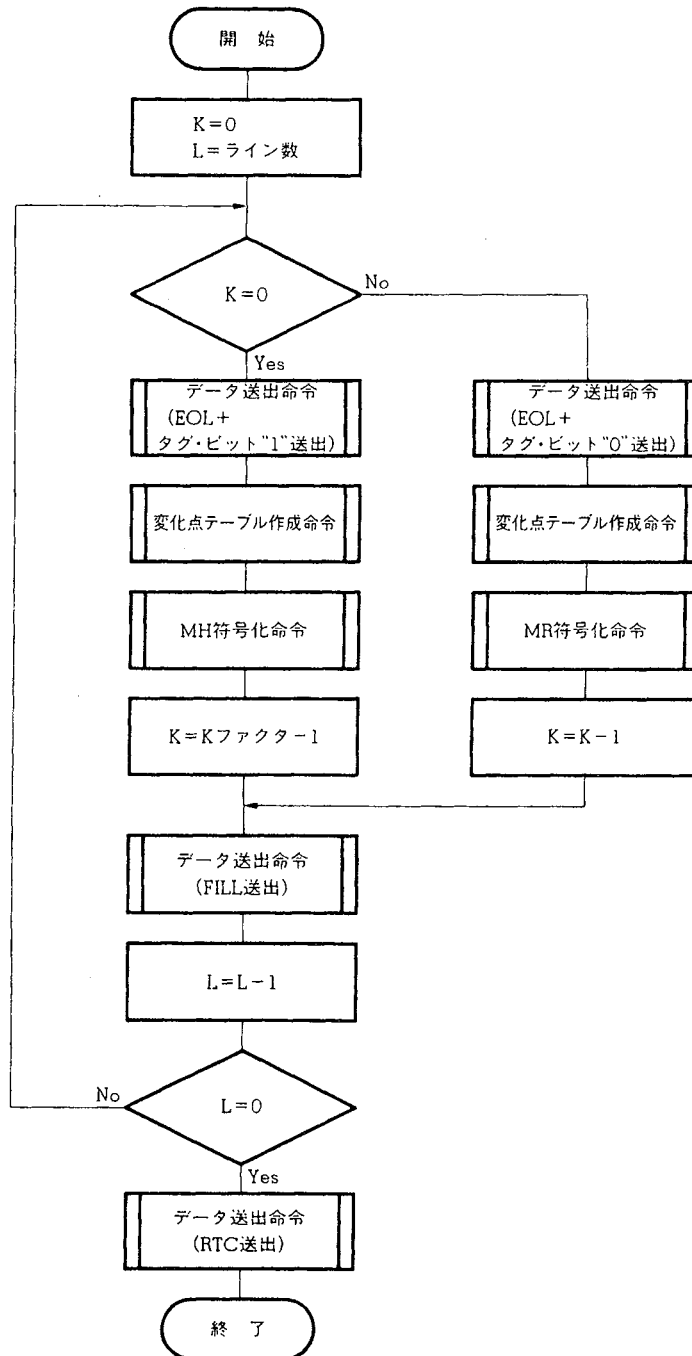 開 始
K=0
L=ライン数
K=0
No
Yes
データ送出命令
(EOL+
タグ・ビット"1"送出)
変化点テーブル作成命令
MH符号化命令
K=Kファクター1
データ送出命令
(EOL+
タグ・ビット"0"送出)
変化点テーブル作成命令
MR符号化命令
K=K-1
データ送出命令
(FILL送出)
L=L-1
No
L=0
Yes
データ送出命令
(RTC送出)
終 了